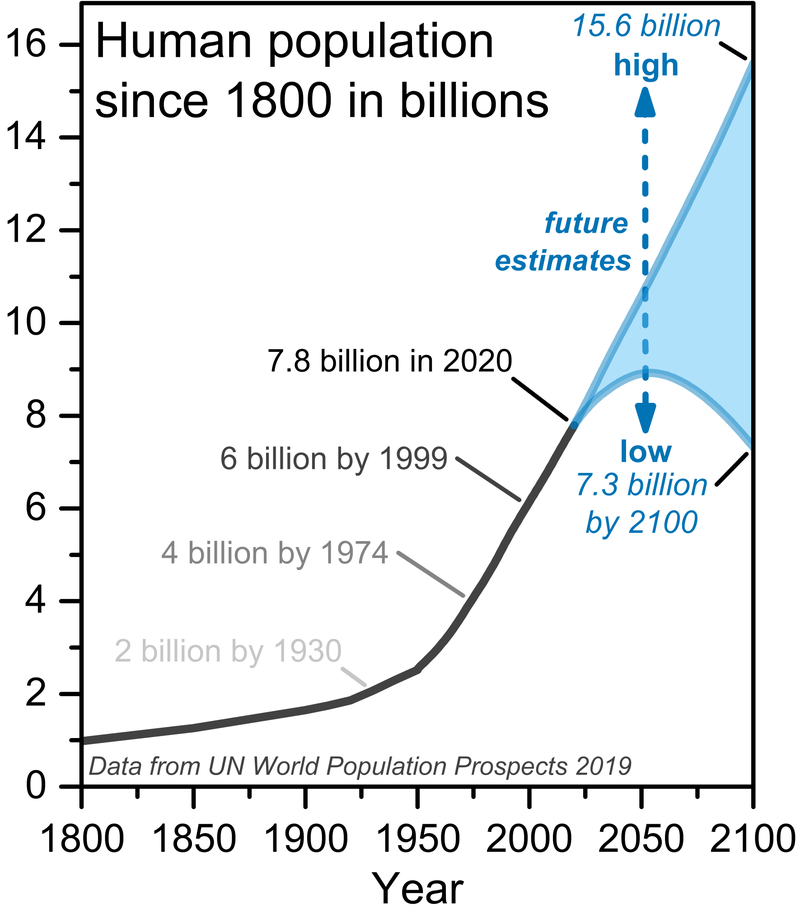 Human population
since 1800 in billions
15.6 billion
high
future
estimates
7.8 billion in 2020
6 billion by 1999
low
7.3 billion
by 2100
4 billion by 1974
2 billion by 1930
Data from UN World Population Prospects 2019
16
14
12
10
8
6
4
2
0
1800 1850 1900 1950 2000 2050 2100
Year